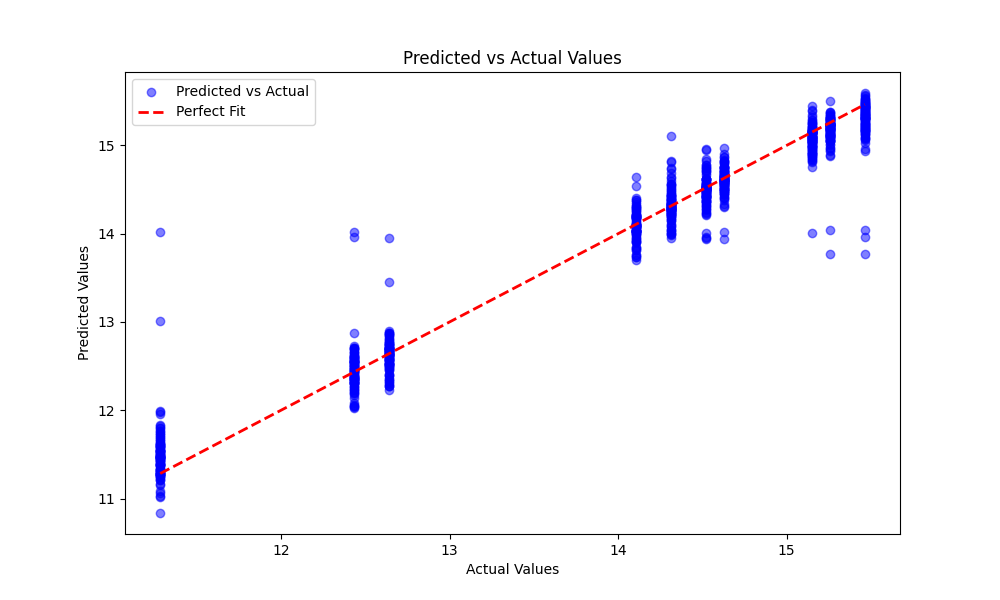 Predicted vs Actual Values
Predicted vs Actual
Perfect Fit
Predicted Values
15
14
13
12
11
12
13
14
15
Actual Values